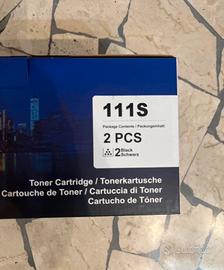 111S
Package Contents / Packungsinhalt:
2 PCS
2 Black
Schwarz
Toner Cartridge / Tonerkartusche
Cartouche de Toner / Cartuccia di Toner
Cartucho de Tóner